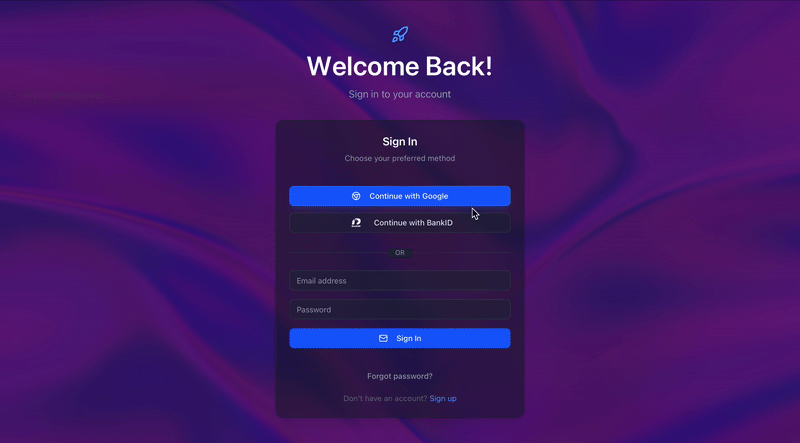 Welcome Back!
Sign in to your account
Sign In
Choose your preferred method
Continue with Google
Continue with BankID
OR
Email address
Password
Sign In
Forgot password?
Don't have an account? Sign up